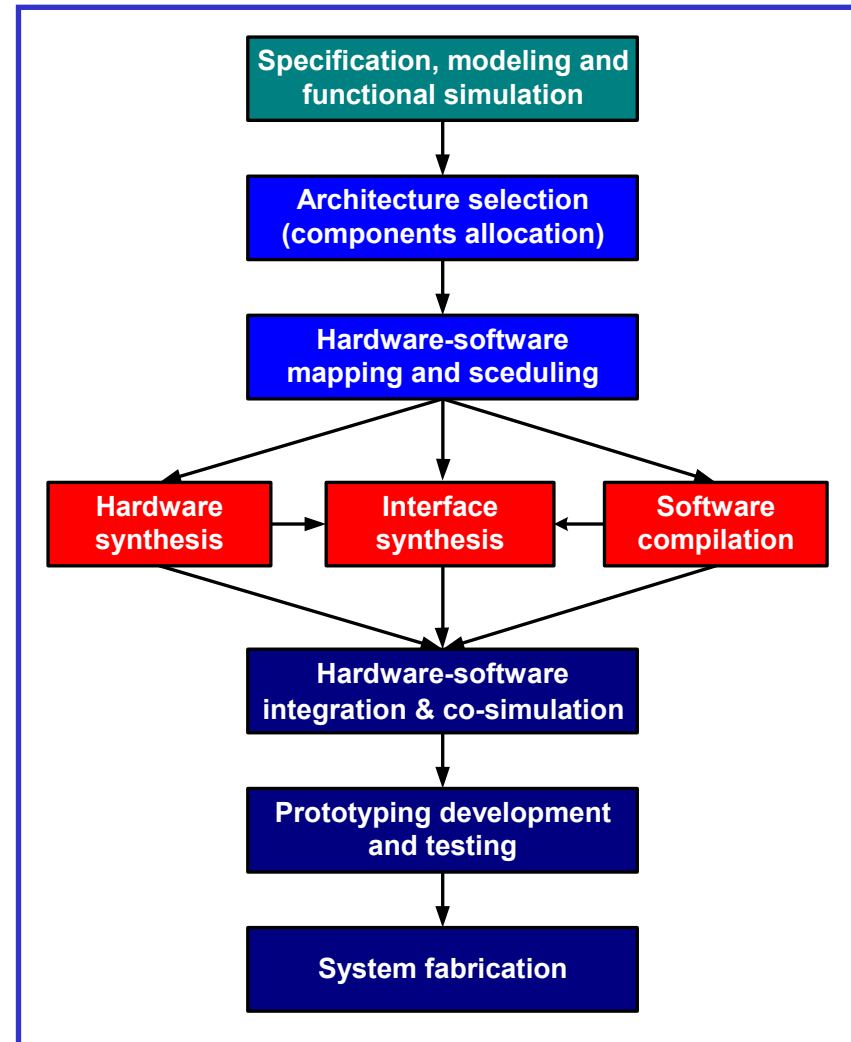 Specification, modeling and
functional simulation
Architecture selection
(components allocation)
Hardware-software
mapping and sceduling
Hardware
synthesis
Interface
synthesis
Software
compilation
Hardware-software
integration & co-simulation
Prototyping development
and testing
System fabrication